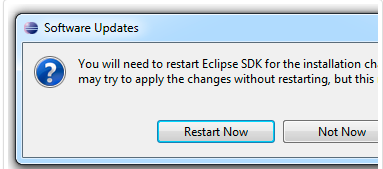 Software Updates
You will need to restart Eclipse SDK for the installation
may try to apply the changes without restarting, but this
Restart Now
Not Now